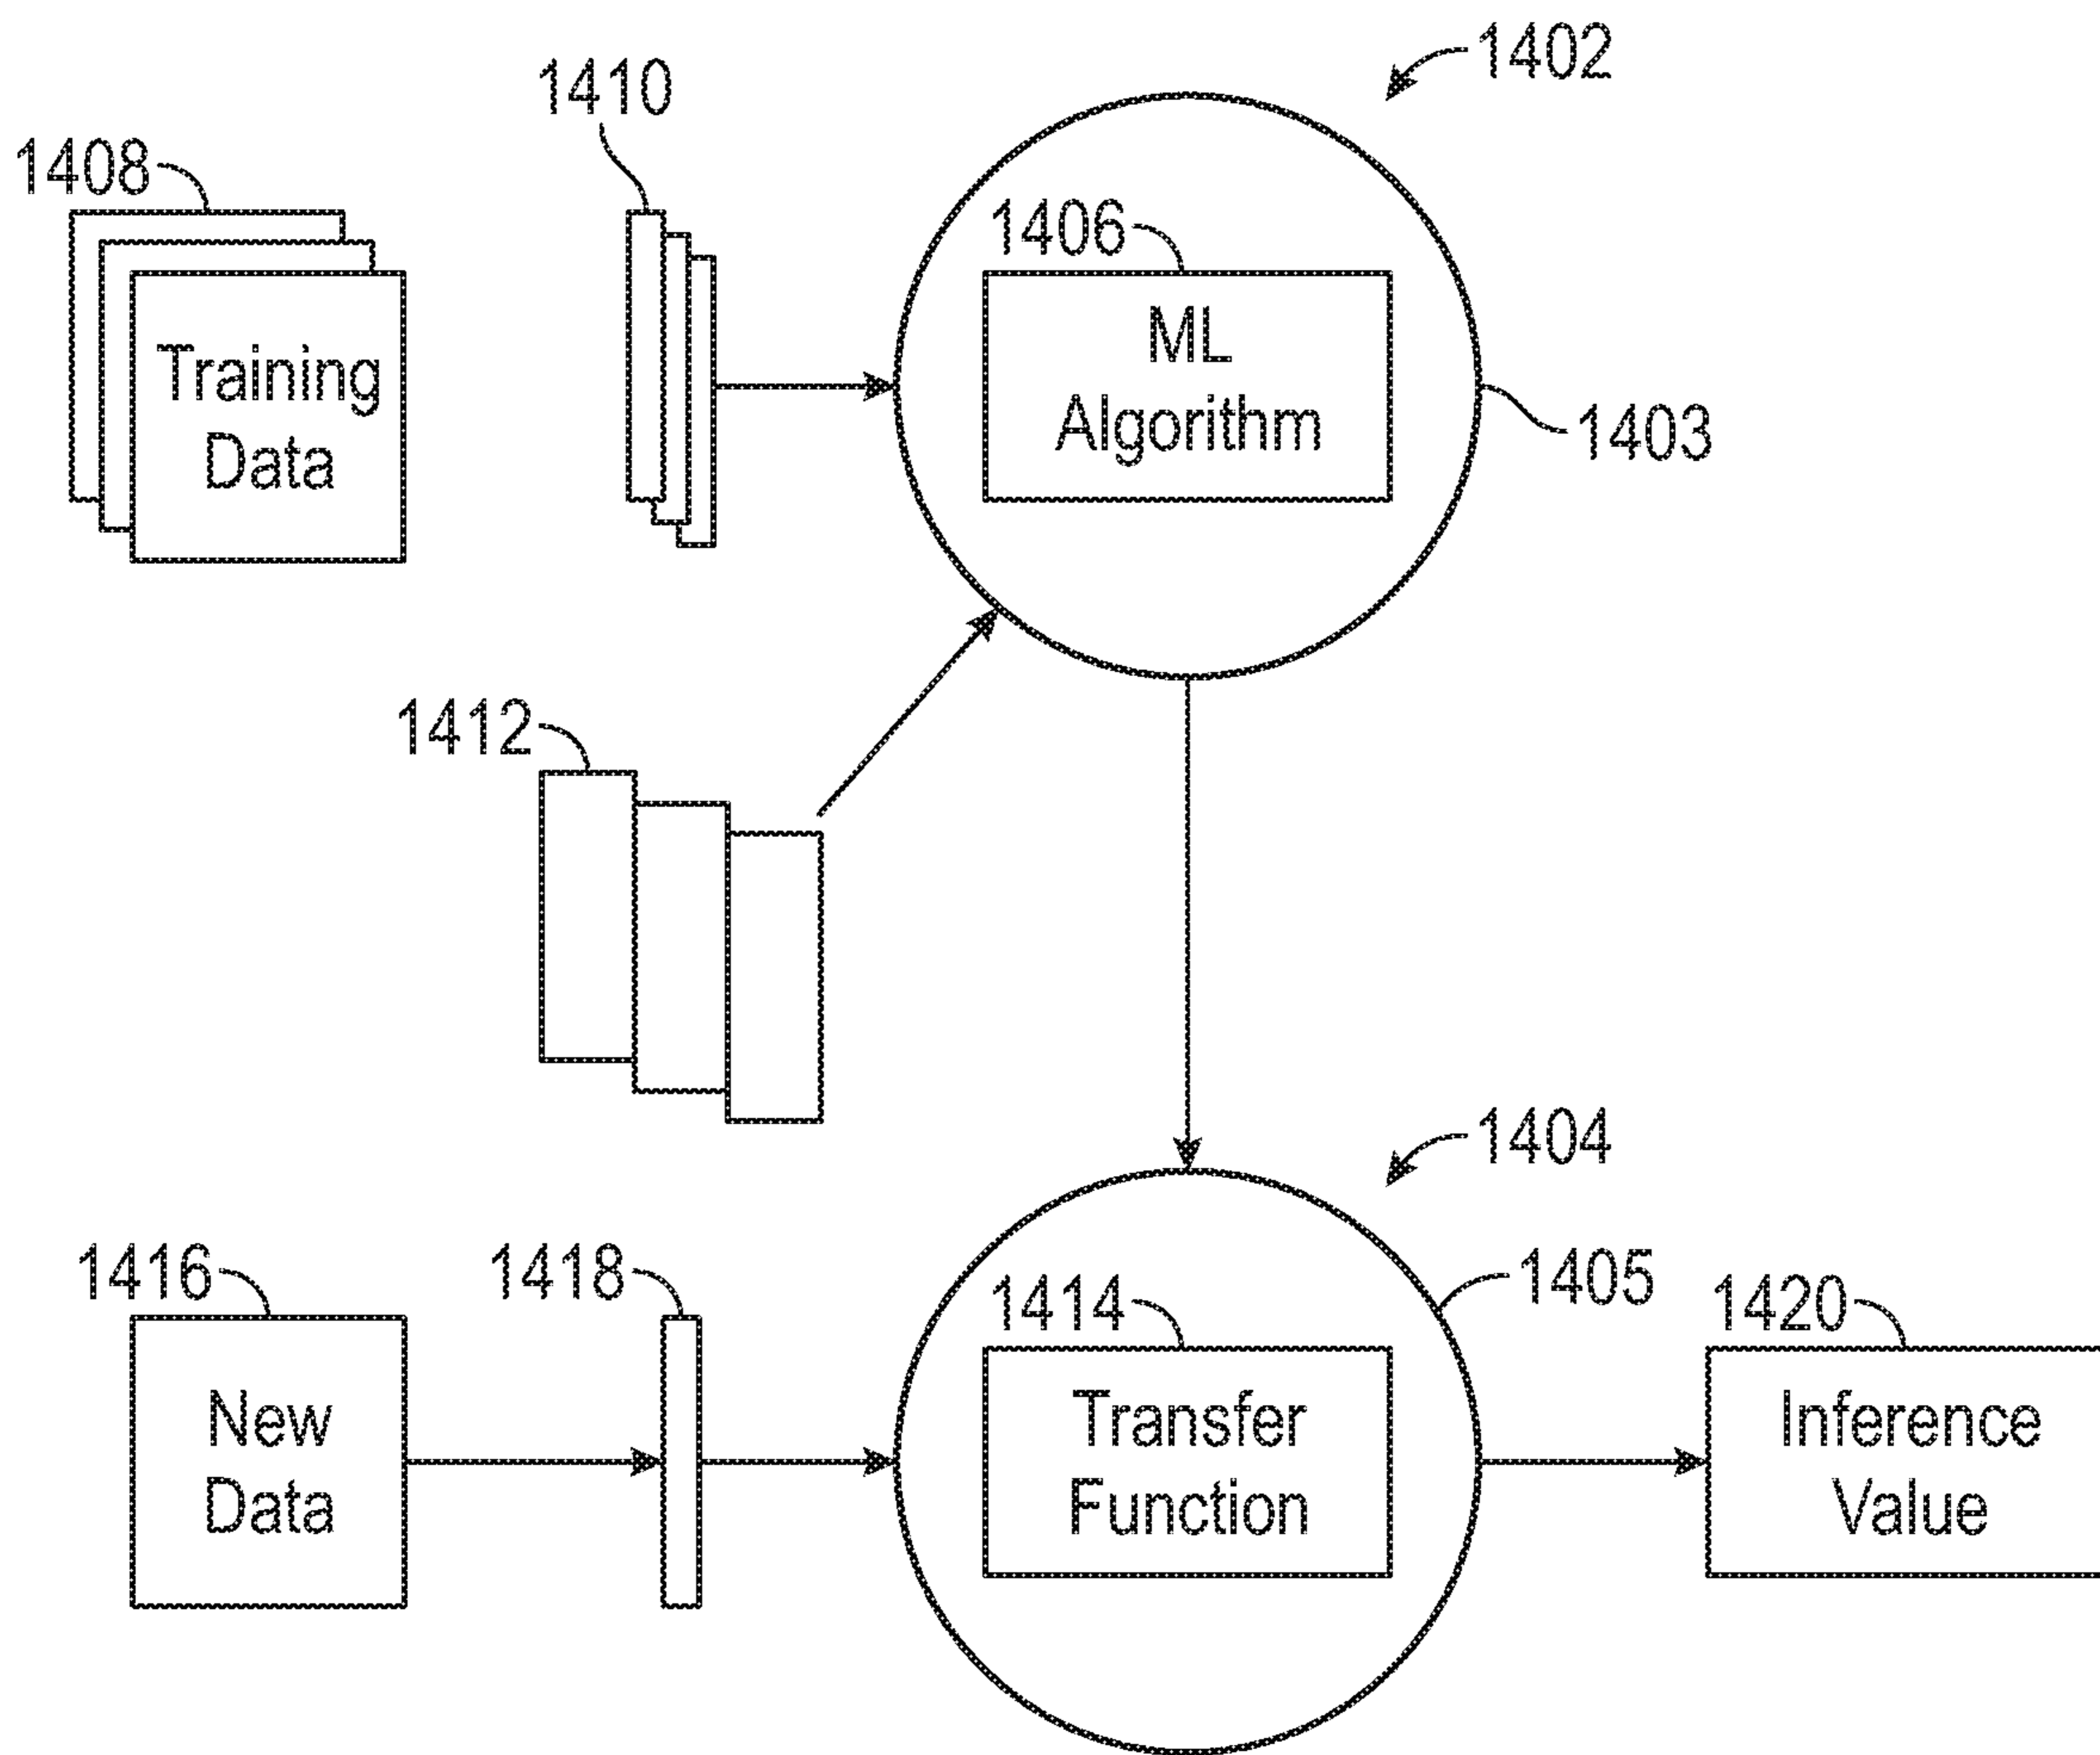 1402
1410
1408
1406
ML
Algorithm
Training
Data
1403
1412
1404
1416
1418
1414
1405
1420
New
Data
Transfer
Function
Inference
Value